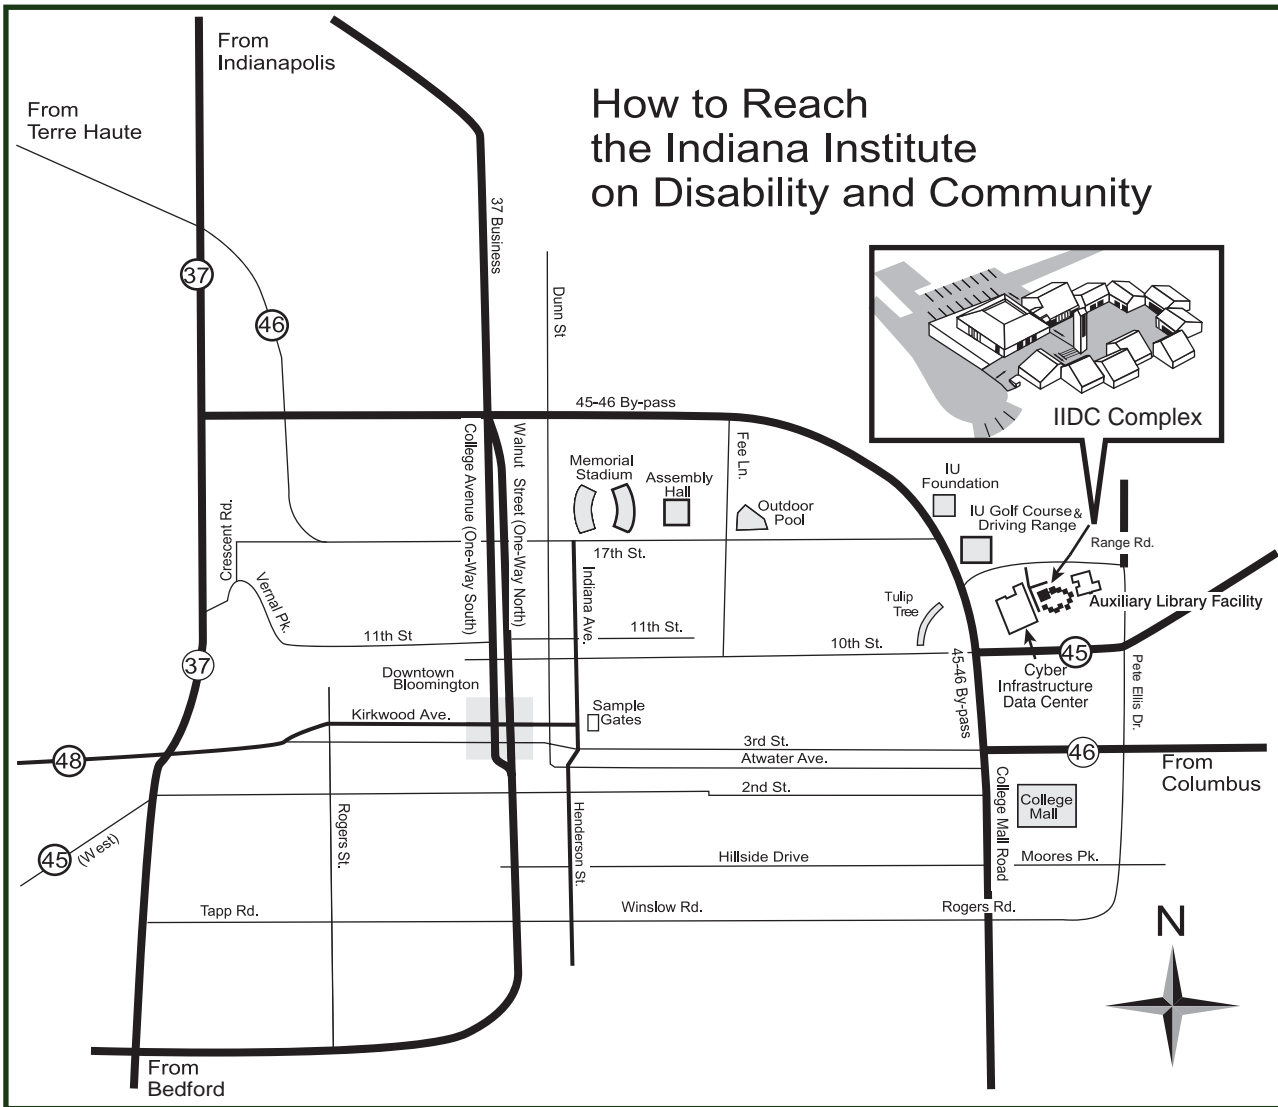 From
Indianapolis
From
Terre Haute
How to Reach
the Indiana Institute
on Disability and Community
37 Business
37
46
Dunn St
IIDC Complex
45-46 By-pass
College Avenue (One-Way South)
Walnut Street (One-Way North)
Fee Ln.
Memorial
Stadium
Assembly
Hall
Outdoor
Pool
IU
Foundation
IU Golf Course &
Driving Range
Range Rd.
Crescent Rd.
17th St.
Vernal Pk.
Indiana Ave.
Tulip
Tree
Auxiliary Library Facility
11th St
11th St.
10th St.
45
37
45-46 By-pass
Cyber
Infrastructure
Data Center
Pete Ellis Dr.
Downtown
Bloomington
Kirkwood Ave.
Sample
Gates
3rd St.
48
46
From
Columbus
Atwater Ave.
2nd St.
College
Mall
College Mall Road
Rogers St.
Henderson St.
45
(West)
Hillside Drive
Moores Pk.
Tapp Rd.
Winslow Rd.
Rogers Rd.
N
From
Bedford